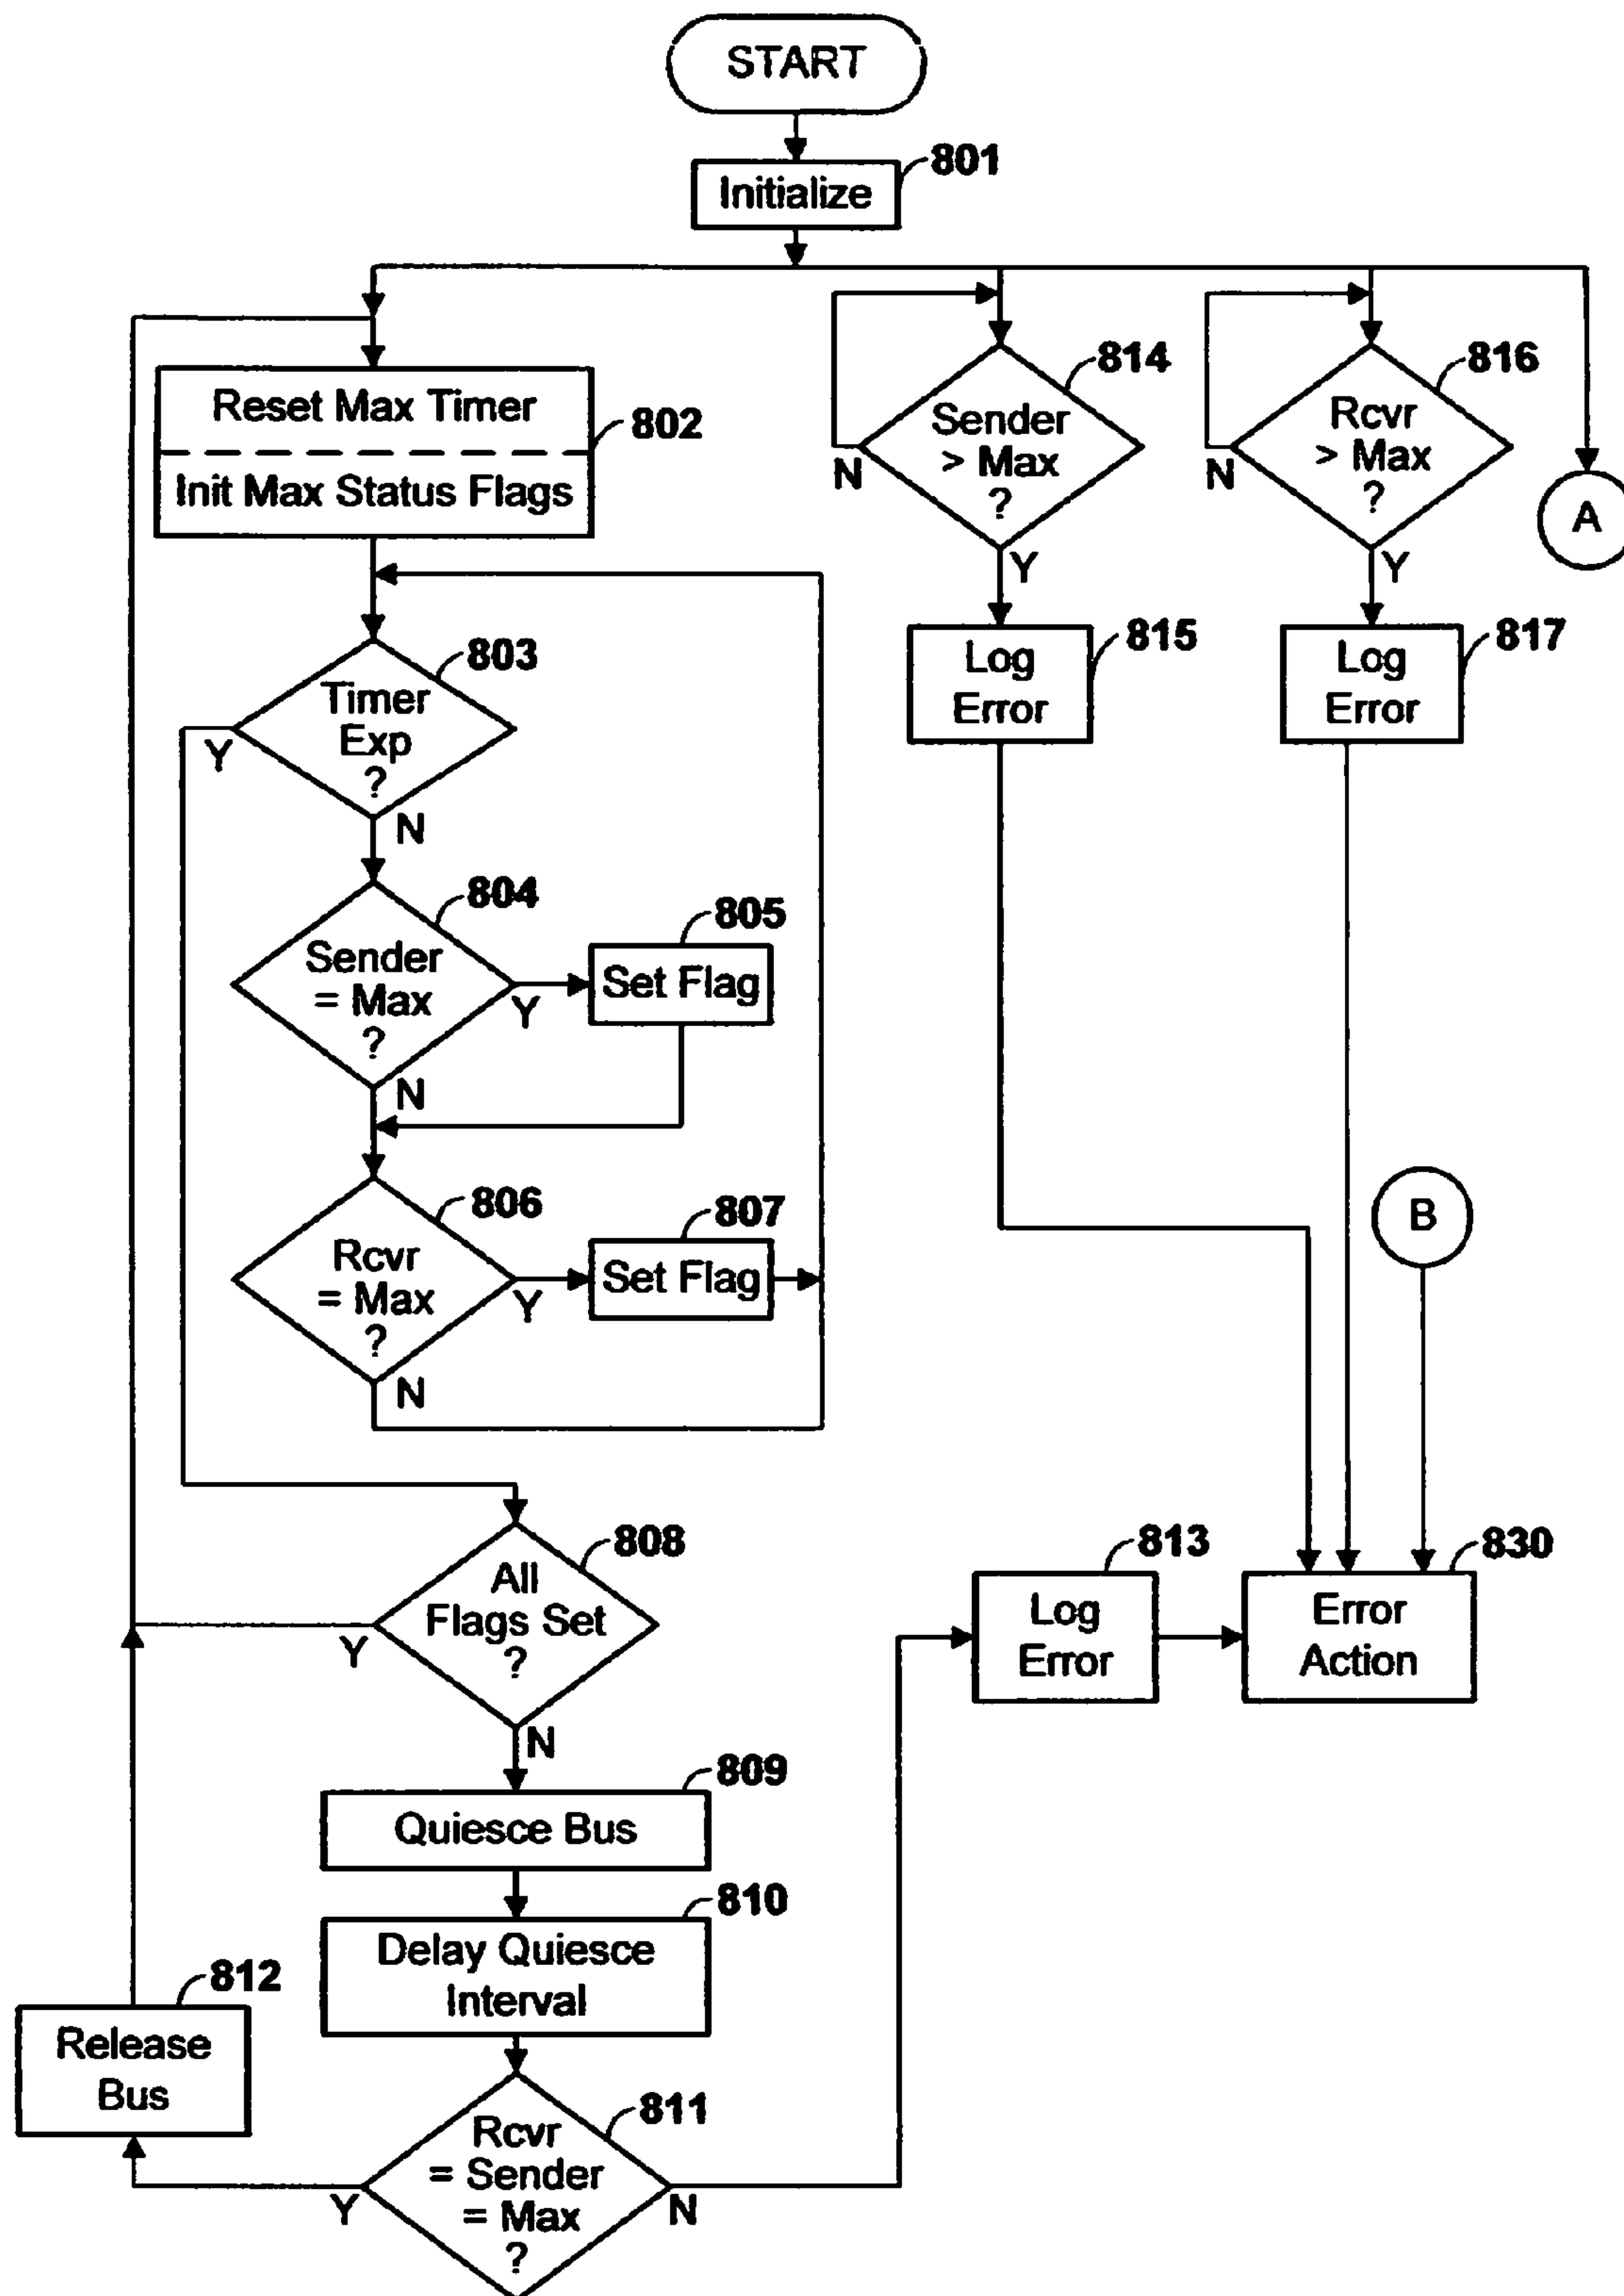 START
801
Initialize
Reset Max Timer
802
Init Max Status Flags
814
Sender
> Max
?
N
Y
816
Rcvr
> Max
?
N
Y
A
803
Timer
Exp
?
Y
N
815
Log
Error
817
Log
Error
804
Sender
= Max
?
Y
N
805
Set Flag
806
Rcvr
= Max
?
Y
N
807
Set Flag
B
808
All
Flags Set
?
Y
N
813
Log
Error
830
Error
Action
809
Quiesce Bus
810
Delay Quiesce
Interval
812
Release
Bus
811
Rcvr
= Sender
= Max
?
Y
N